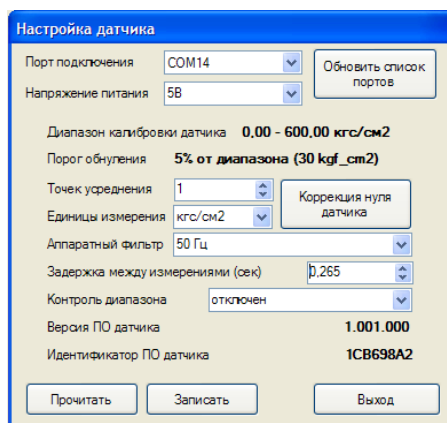 Настройка датчика
Порт подключения COM14 Обновить список портов
Напряжение питания 5В
Диапазон калибровки датчика 0,00 - 600,00 кгс/см2
Порог обнуления 5% от диапазона (30 kgf_cm2)
Точек усреднения 1 Коррекция нуля датчика
Единицы измерения кгс/см2
Аппаратный фильтр 50 Гц
Задержка между измерениями (сек) 0,265
Контроль диапазона отключен
Версия ПО датчика 1.001.000
Идентификатор ПО датчика 1CB698A2
Прочитать Записать Выход